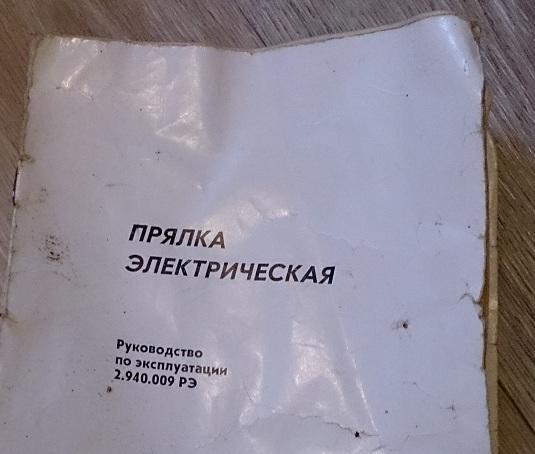 ПРЯЛКА
ЭЛЕКТРИЧЕСКАЯ
Руководство
по эксплуатации
2.940.009 РЭ